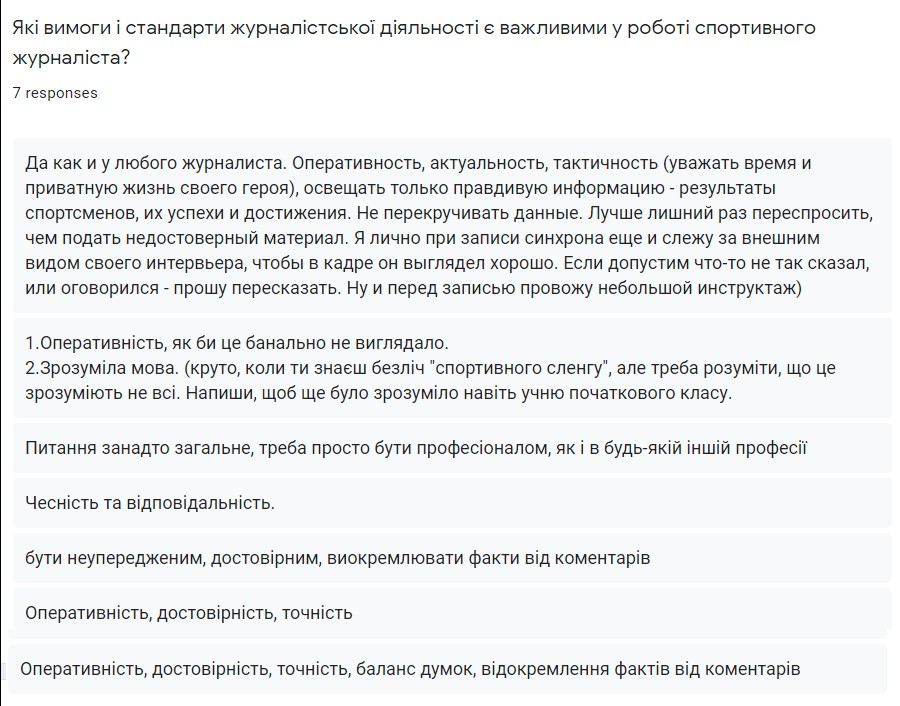 Які вимоги і стандарти журналістської діяльності є важливими у роботі спортивного
журналіста?
7 responses
Да как и у любого журналиста. Оперативность, актуальность, тактичность (уважать время и
приватную жизнь своего героя), освещать только правдивую информацию - результаты
спортсменов, их успехи и достижения. Не перекручивать данные. Лучше лишний раз переспросить,
чем подать недостоверный материал. Я лично при записи синхрона еще и слежу за внешним
видом своего интервьера, чтобы в кадре он выглядел хорошо. Если допустим что-то не так сказал,
или оговорился - прошу пересказать. Ну и перед записью провожу небольшой инструктаж)
1.Оперативність, як би це банально не виглядало.
2.Зрозуміла мова. (круто, коли ти знаєш безліч "спортивного сленгу", але треба розуміти, що це
зрозуміють не всі. Напиши, щоб ще було зрозуміло навіть учню початкового класу.
Питання занадто загальне, треба просто бути професіоналом, як і в будь-якій іншій професії
Чесність та відповідальність.
бути неупередженим, достовірним, виокремлювати факти від коментарів
Оперативність, достовірність, точність
Оперативність, достовірність, точність, баланс думок, відокремлення фактів від коментарів